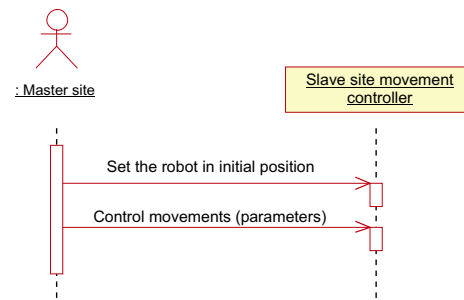 : Master site
Slave site movement
controller
Set the robot in initial position
Control movements (parameters)